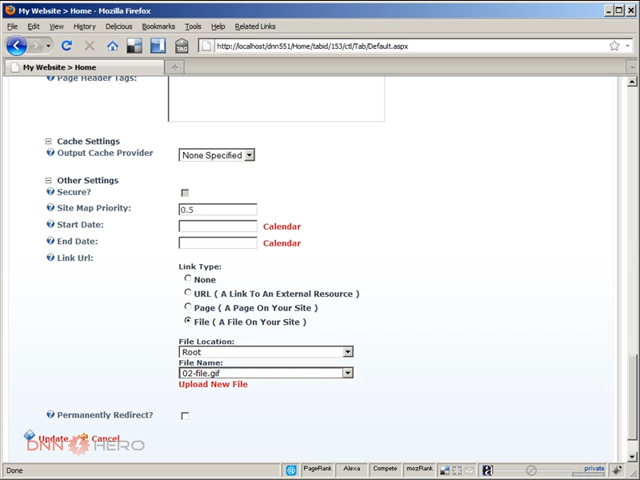 My Website > Home - Mozilla Firefox
File Edit View History Delicious Bookmarks Tools Help Related Links
TAG
http://localhost/dnn551/Home/tabid/153/ctl/Tab/Default.aspx
My Website > Home
Page Header Tags:
Cache Settings
Output Cache Provider None Specified
Other Settings
Secure?
Site Map Priority: 0.5
Start Date: Calendar
End Date: Calendar
Link Url:
Link Type:
None
URL ( A Link To An External Resource )
Page ( A Page On Your Site )
File ( A File On Your Site )
File Location:
Root
File Name:
02-file.gif
Upload New File
Permanently Redirect?
Update Cancel
DNN HERO
Done PageRank Alexa Compete mozRank private